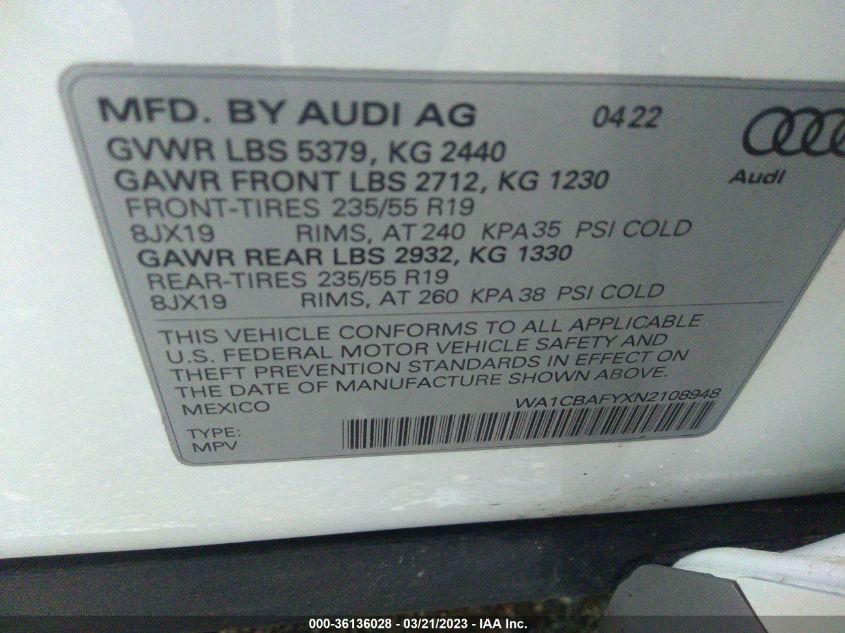 MFD. BY AUDI AG 04 22
GVWR LBS 5379, KG 2440
Audi
GAWR FRONT LBS 2712, KG 1230
FRONT-TIRES 235/55 R19
8JX19 RIMS, AT 240 KPA 35 PSI COLD
GAWR REAR LBS 2932, KG 1330
REAR-TIRES 235/55 R19
8JX19 RIMS, AT 260 KPA 38 PSI COLD
THIS VEHICLE CONFORMS TO ALL APPLICABLE
U.S. FEDERAL MOTOR VEHICLE SAFETY AND
THEFT PREVENTION STANDARDS IN EFFECT ON
THE DATE OF MANUFACTURE SHOWN ABOVE.
MEXICO
WA1CBAFYXN2108948
TYPE:
MPV
000-36136028 - 03/21/2023 - IAA Inc.